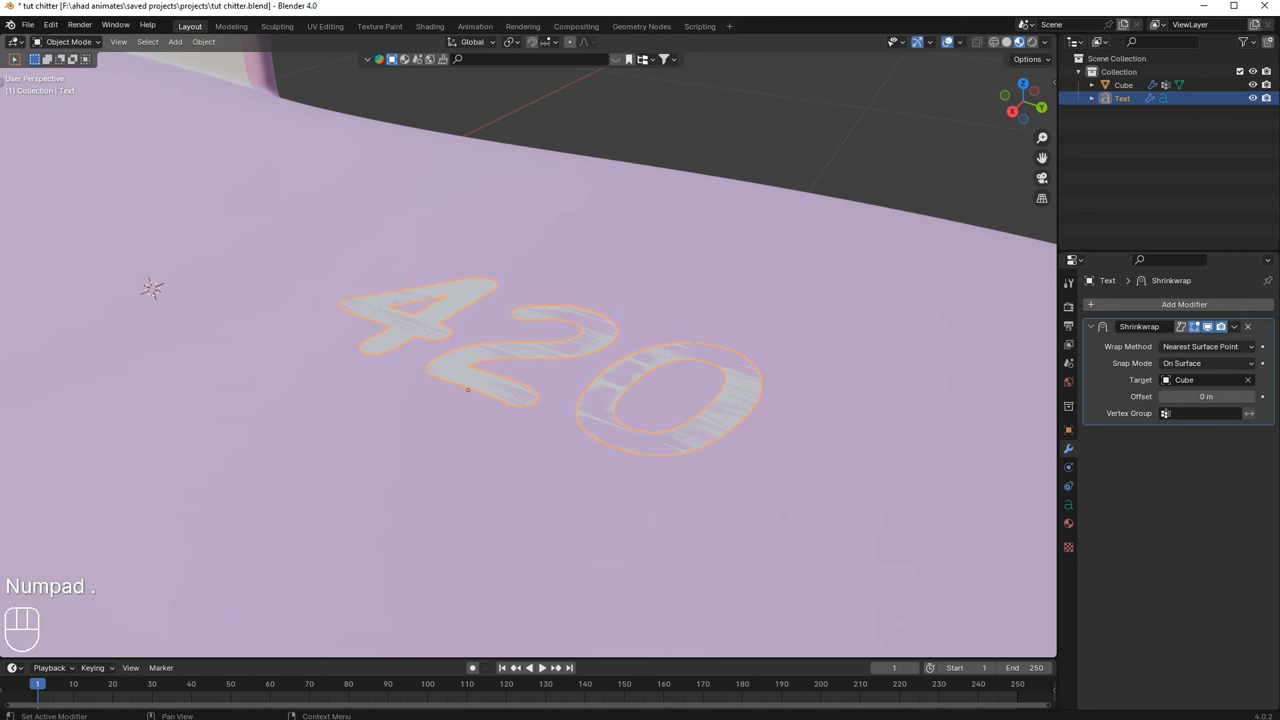 * tut chitter [F:\ahad animates\saved projects\projects\tut chitter.blend] - Blender 4.0
File Edit Render Window Help Layout Modeling Sculpting UV Editing Texture Paint Shading Animation Rendering Compositing Geometry Nodes Scripting Scene ViewLayer
Object Mode View Select Add Object Global
Options
User Perspective
(1) Collection | Text
Scene Collection
Collection
Cube
Text
X Y Z
420
Text > Shrinkwrap
Add Modifier
Shrinkwrap
Wrap Method Nearest Surface Point
Snap Mode On Surface
Target Cube
Offset 0 m
Vertex Group
Numpad .
Playback Keying View Marker 1 Start 1 End 250
1 10 20 30 40 50 60 70 80 90 100 110 120 130 140 150 160 170 180 190 200 210 220 230 240 250
Set Active Modifier Pan View Context Menu 4.0.2